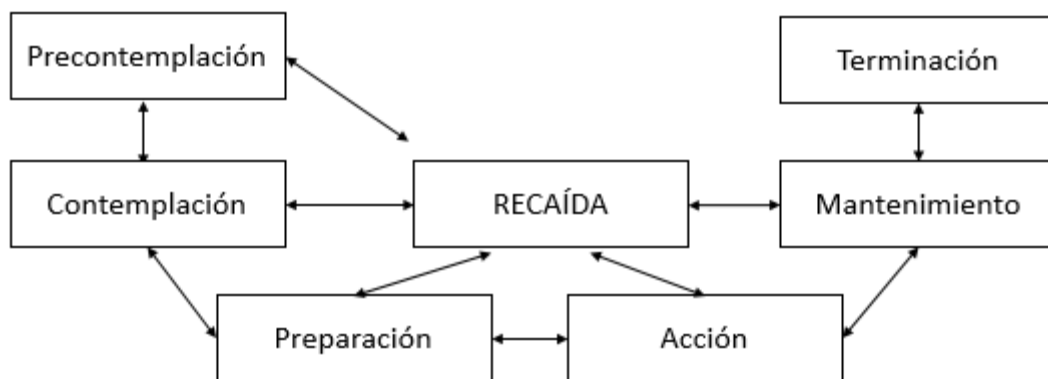 Precontemplación
Terminación
Contemplación
RECAÍDA
Mantenimiento
Preparación
Acción